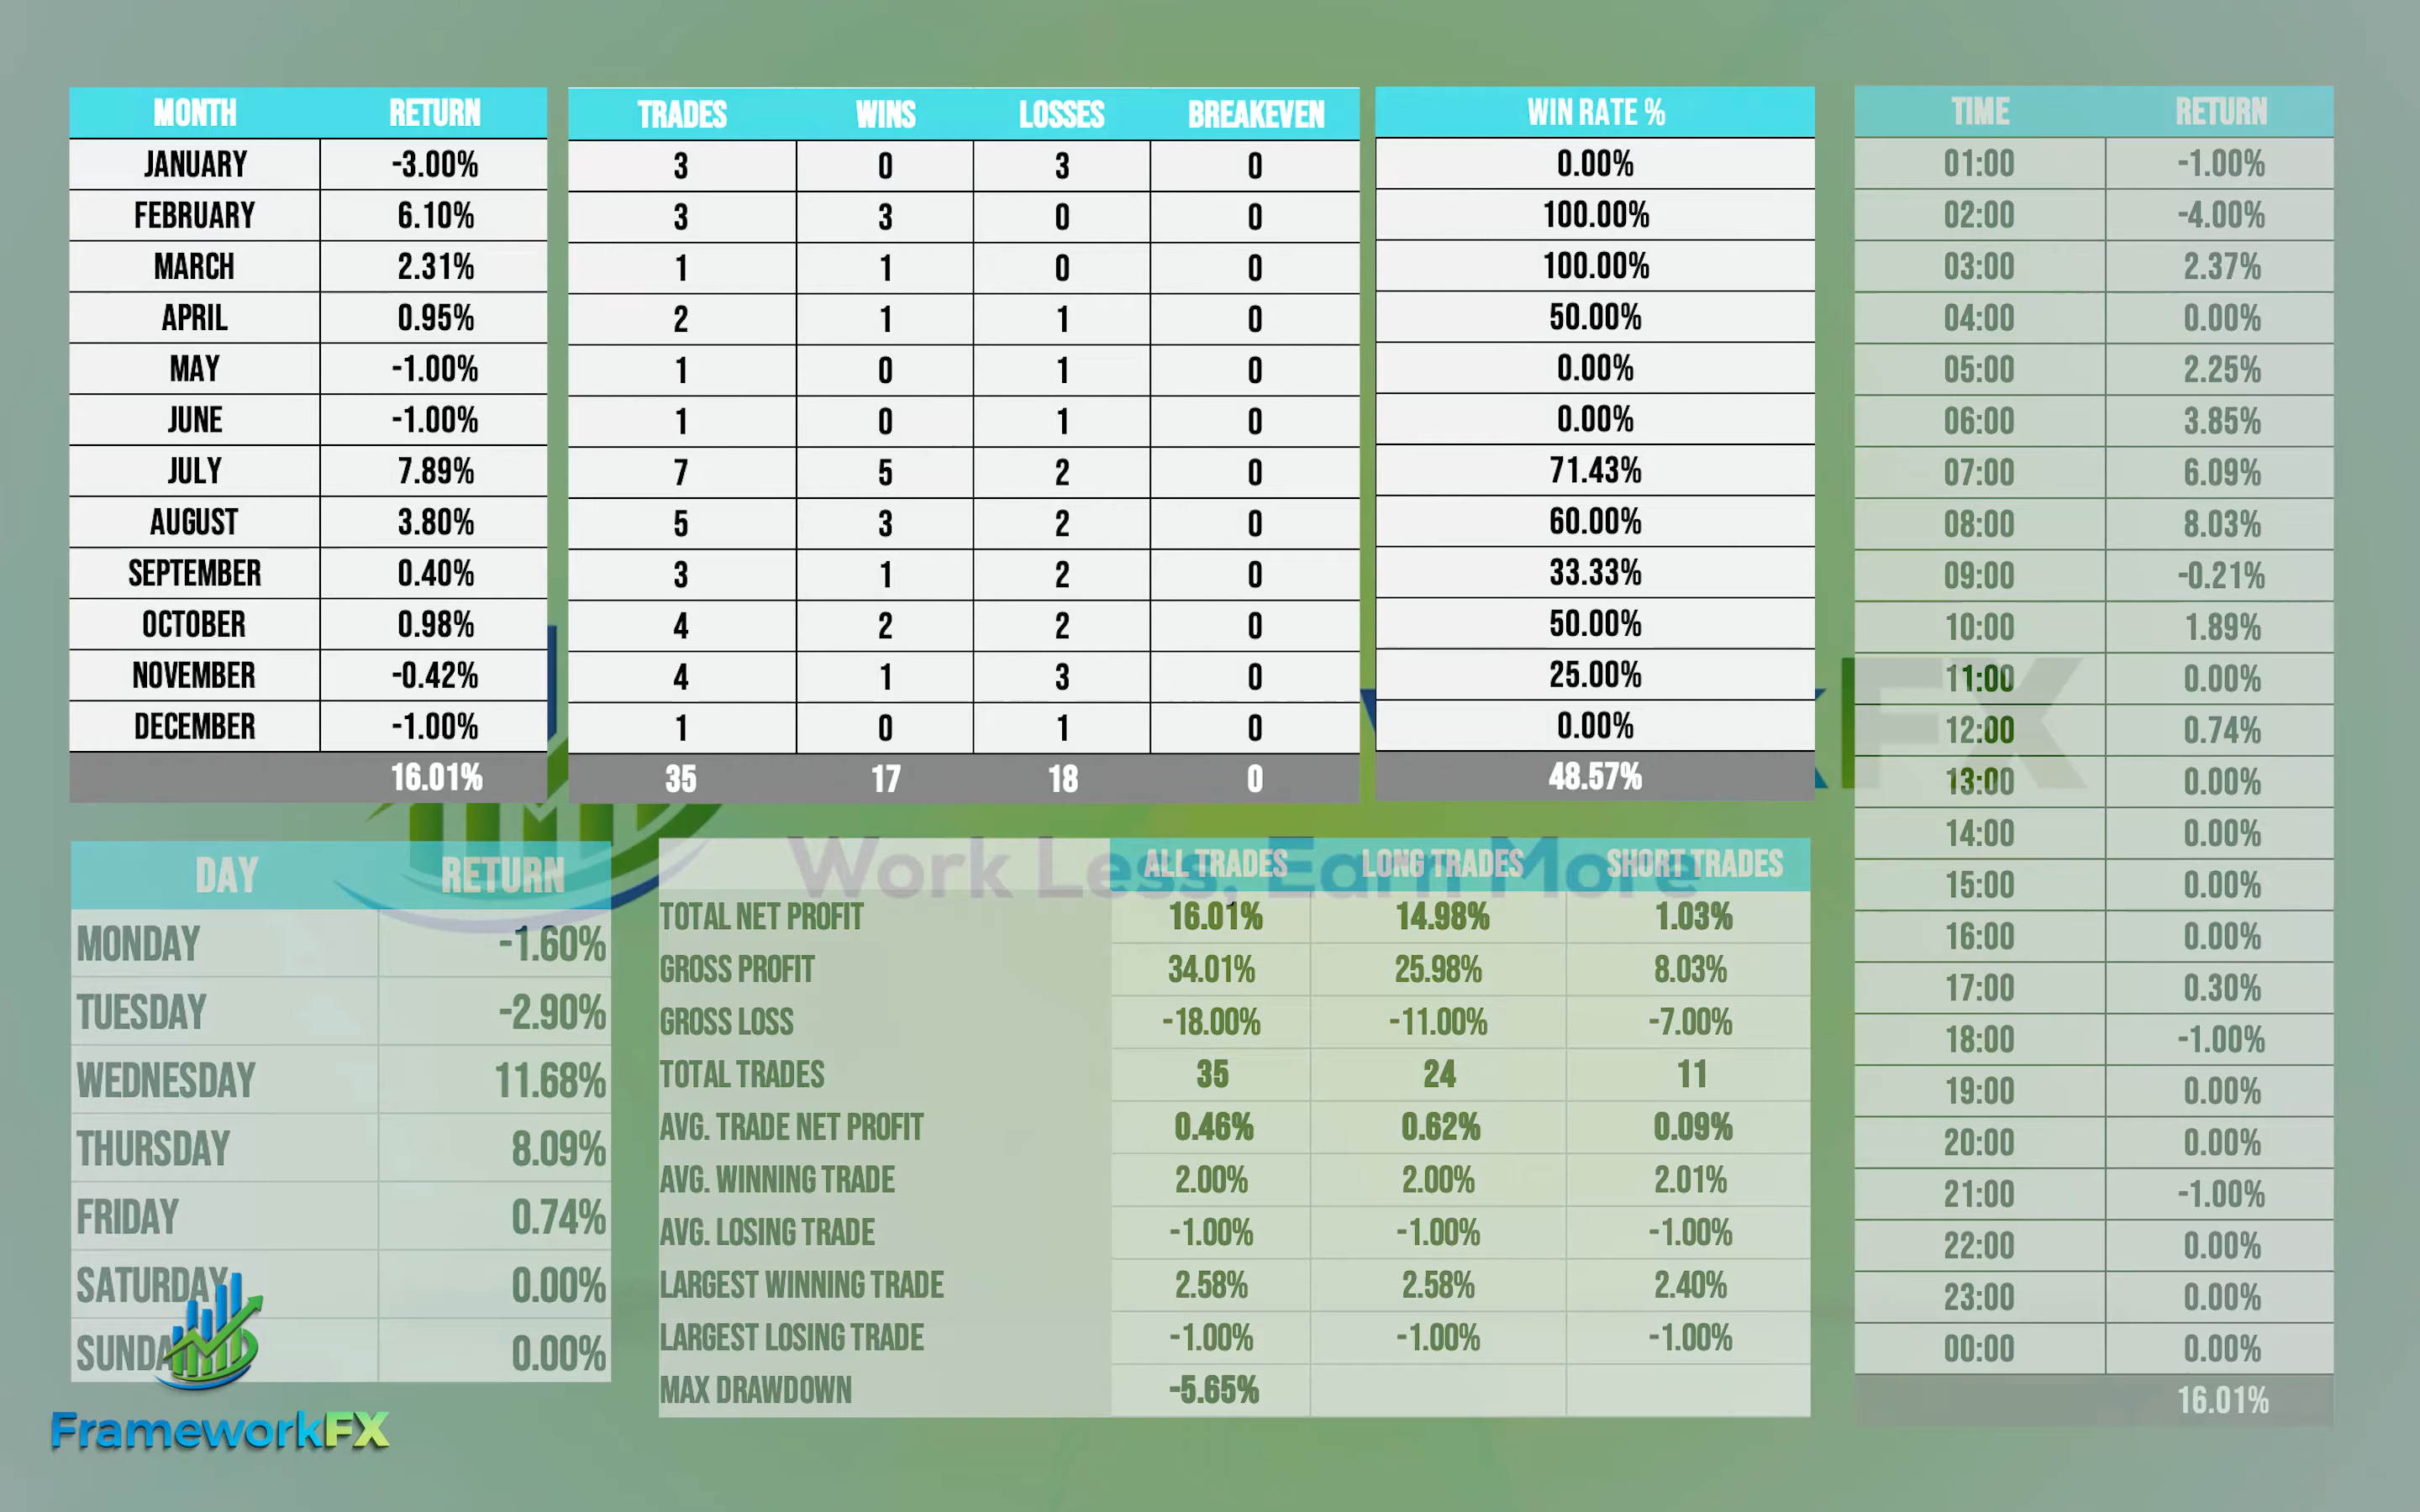 MONTH RETURN
JANUARY -3.00%
FEBRUARY 6.10%
MARCH 2.31%
APRIL 0.95%
MAY -1.00%
JUNE -1.00%
JULY 7.89%
AUGUST 3.80%
SEPTEMBER 0.40%
OCTOBER 0.98%
NOVEMBER -0.42%
DECEMBER -1.00%
16.01%
TRADES WINS LOSSES BREAKEVEN
3 0 3 0
3 3 0 0
1 1 0 0
2 1 1 0
1 0 1 0
1 0 1 0
7 5 2 0
5 3 2 0
3 1 2 0
4 2 2 0
4 1 3 0
1 0 1 0
35 17 18 0
WIN RATE %
0.00%
100.00%
100.00%
50.00%
0.00%
0.00%
71.43%
60.00%
33.33%
50.00%
25.00%
0.00%
48.57%
TIME RETURN
01:00 -1.00%
02:00 -4.00%
03:00 2.37%
04:00 0.00%
05:00 2.25%
06:00 3.85%
07:00 6.09%
08:00 8.03%
09:00 -0.21%
10:00 1.89%
11:00 0.00%
12:00 0.74%
13:00 0.00%
14:00 0.00%
15:00 0.00%
16:00 0.00%
17:00 0.30%
18:00 -1.00%
19:00 0.00%
20:00 0.00%
21:00 -1.00%
22:00 0.00%
23:00 0.00%
00:00 0.00%
16.01%
kFX
Work Less, Earn More
DAY RETURN
MONDAY -1.60%
TUESDAY -2.90%
WEDNESDAY 11.68%
THURSDAY 8.09%
FRIDAY 0.74%
SATURDAY 0.00%
SUNDA 0.00%
ALL TRADES LONG TRADES SHORT TRADES
TOTAL NET PROFIT 16.01% 14.98% 1.03%
GROSS PROFIT 34.01% 25.98% 8.03%
GROSS LOSS -18.00% -11.00% -7.00%
TOTAL TRADES 35 24 11
AVG. TRADE NET PROFIT 0.46% 0.62% 0.09%
AVG. WINNING TRADE 2.00% 2.00% 2.01%
AVG. LOSING TRADE -1.00% -1.00% -1.00%
LARGEST WINNING TRADE 2.58% 2.58% 2.40%
LARGEST LOSING TRADE -1.00% -1.00% -1.00%
MAX DRAWDOWN -5.65%
FrameworkFX